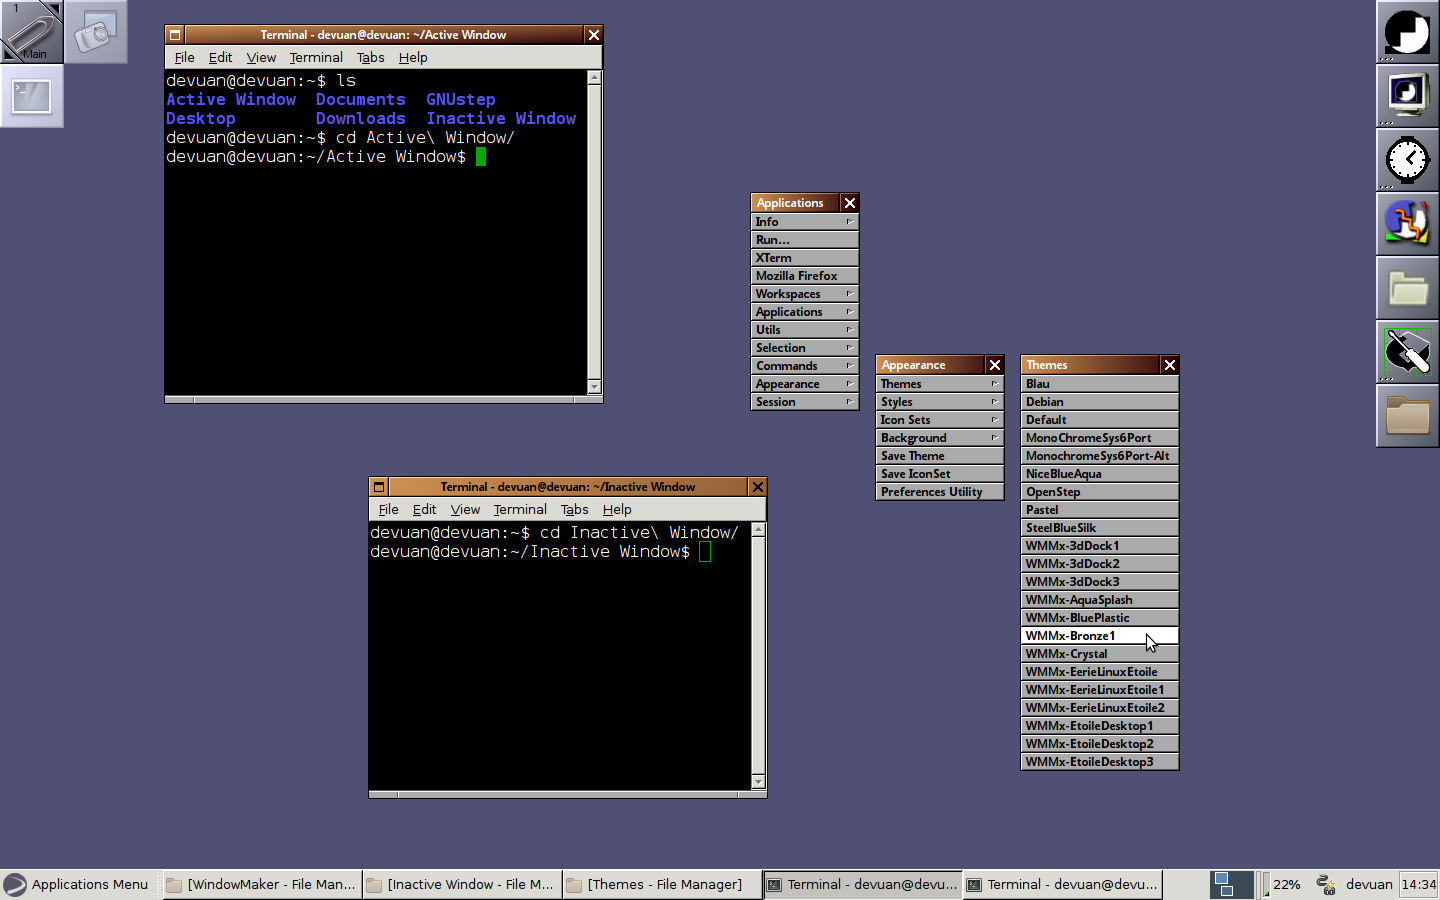 1
Main
Terminal - devuan@devuan: ~/Active Window
File Edit View Terminal Tabs Help
devuan@devuan:~$ ls
Active Window Documents GNUstep
Desktop Downloads Inactive Window
devuan@devuan:~$ cd Active\ Window/
devuan@devuan:~/Active Window$
Applications
Info
Run...
XTerm
Mozilla Firefox
Workspaces
Applications
Utils
Selection
Commands
Appearance
Session
Appearance
Themes
Styles
Icon Sets
Background
Save Theme
Save IconSet
Preferences Utility
Themes
Blau
Debian
Default
MonoChromeSys6Port
MonochromeSys6Port-Alt
NiceBlueAqua
OpenStep
Pastel
SteelBlueSilk
WMMx-3dDock1
WMMx-3dDock2
WMMx-3dDock3
WMMx-AquaSplash
WMMx-BluePlastic
WMMx-Bronze1
WMMx-Crystal
WMMx-EerieLinuxEtoile
WMMx-EerieLinuxEtoile1
WMMx-EerieLinuxEtoile2
WMMx-EtoileDesktop1
WMMx-EtoileDesktop2
WMMx-EtoileDesktop3
Terminal - devuan@devuan: ~/Inactive Window
File Edit View Terminal Tabs Help
devuan@devuan:~$ cd Inactive\ Window/
devuan@devuan:~/Inactive Window$
Applications Menu
[WindowMaker - File Man...
[Inactive Window - File M...
[Themes - File Manager]
Terminal - devuan@devu...
Terminal - devuan@devu...
22%
devuan
14:34